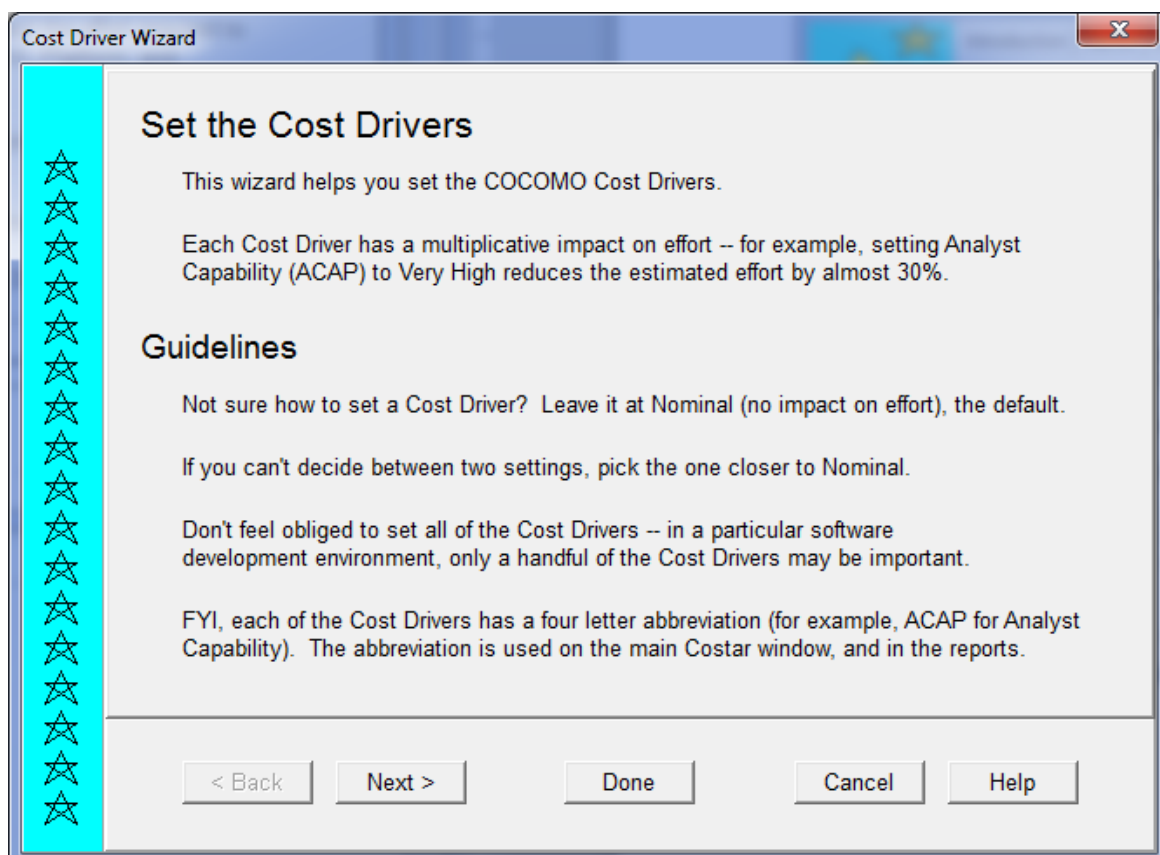 Cost Driver Wizard
Set the Cost Drivers
This wizard helps you set the COCOMO Cost Drivers.
Each Cost Driver has a multiplicative impact on effort -- for example, setting Analyst
Capability (ACAP) to Very High reduces the estimated effort by almost 30%.
Guidelines
Not sure how to set a Cost Driver?  Leave it at Nominal (no impact on effort), the default.
If you can't decide between two settings, pick the one closer to Nominal.
Don't feel obliged to set all of the Cost Drivers -- in a particular software
development environment, only a handful of the Cost Drivers may be important.
FYI, each of the Cost Drivers has a four letter abbreviation (for example, ACAP for Analyst
Capability).  The abbreviation is used on the main Costar window, and in the reports.
< Back Next > Done Cancel Help